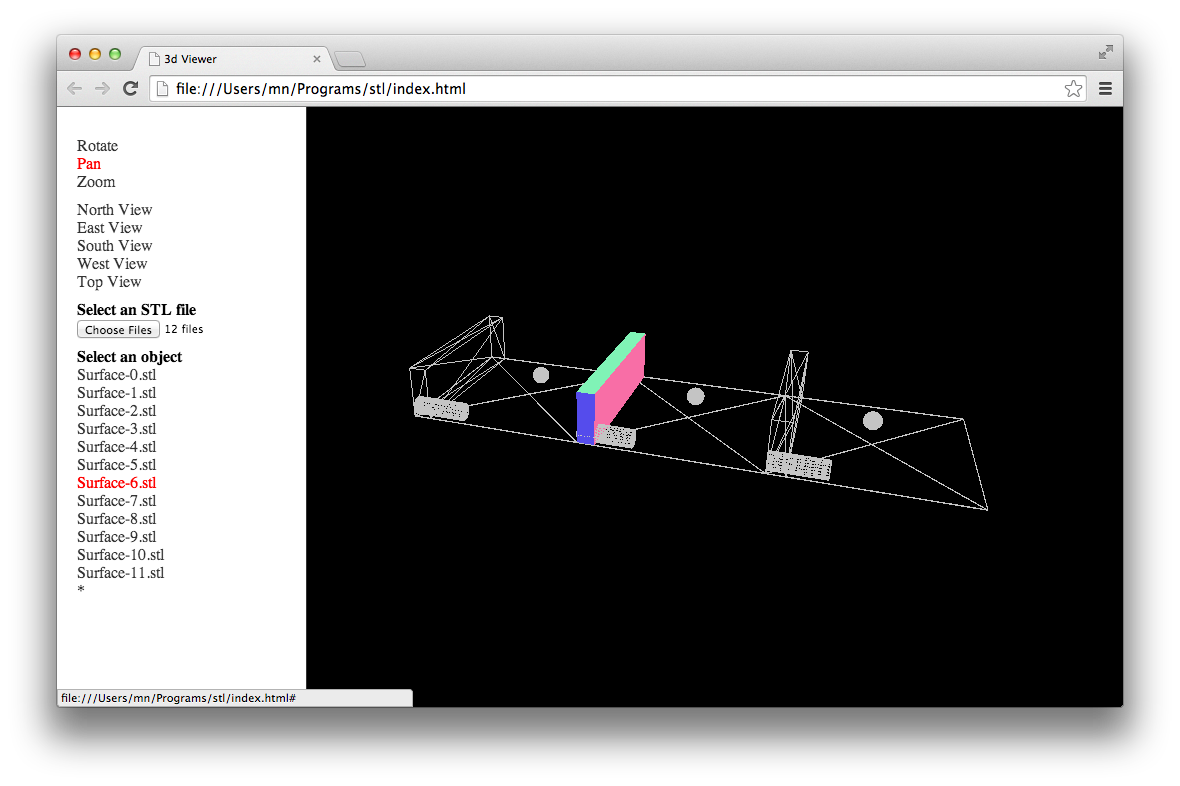 3d Viewer
file:///Users/mn/Programs/stl/index.html
Rotate
Pan
Zoom
North View
East View
South View
West View
Top View
Select an STL file
Choose Files 12 files
Select an object
Surface-0.stl
Surface-1.stl
Surface-2.stl
Surface-3.stl
Surface-4.stl
Surface-5.stl
Surface-6.stl
Surface-7.stl
Surface-8.stl
Surface-9.stl
Surface-10.stl
Surface-11.stl
*
file:///Users/mn/Programs/stl/index.html#